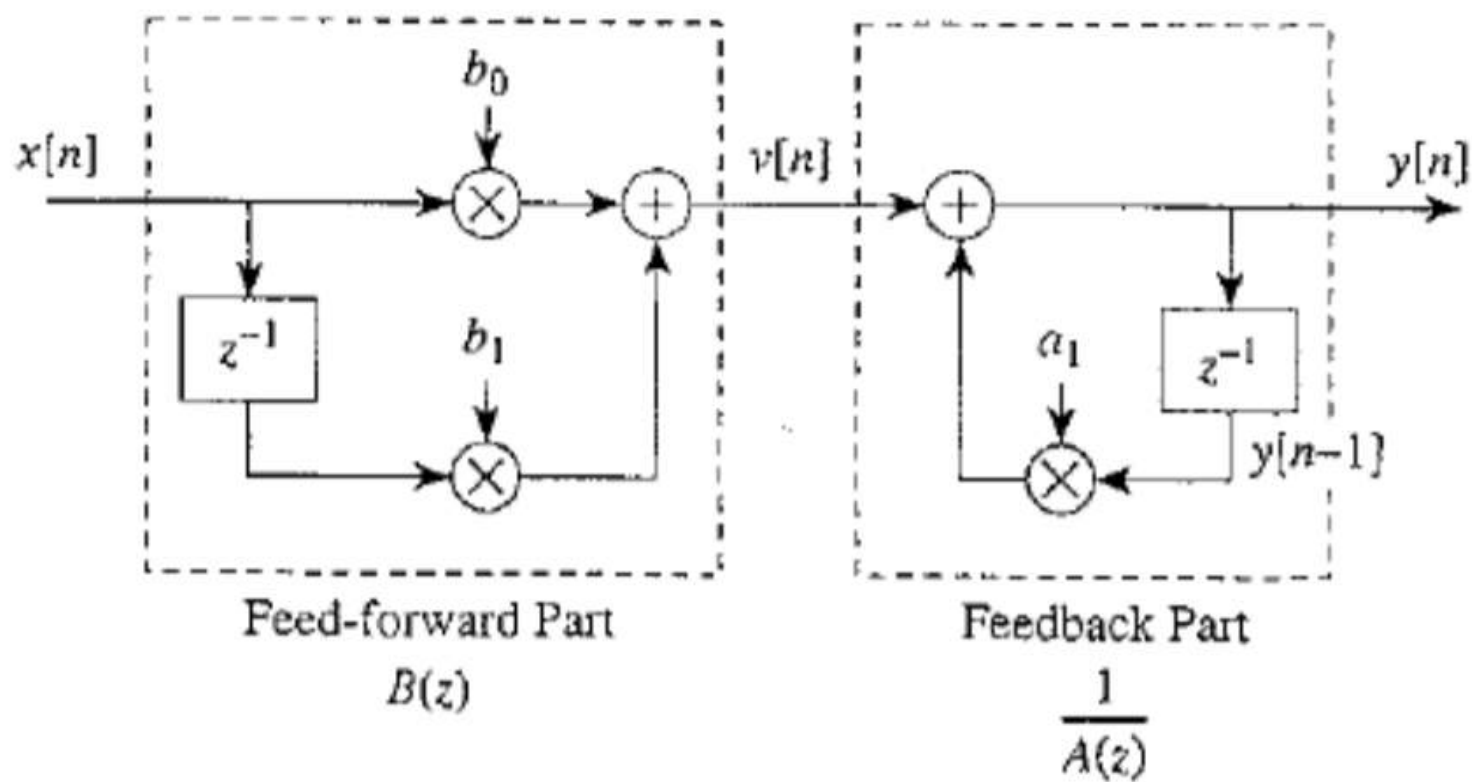 b₀
x[n]
v[n]
y[n]
z⁻¹
b₁
a₁
z⁻¹
y[n−1]
Feed-forward Part
B(z)
Feedback Part
1
A(z)